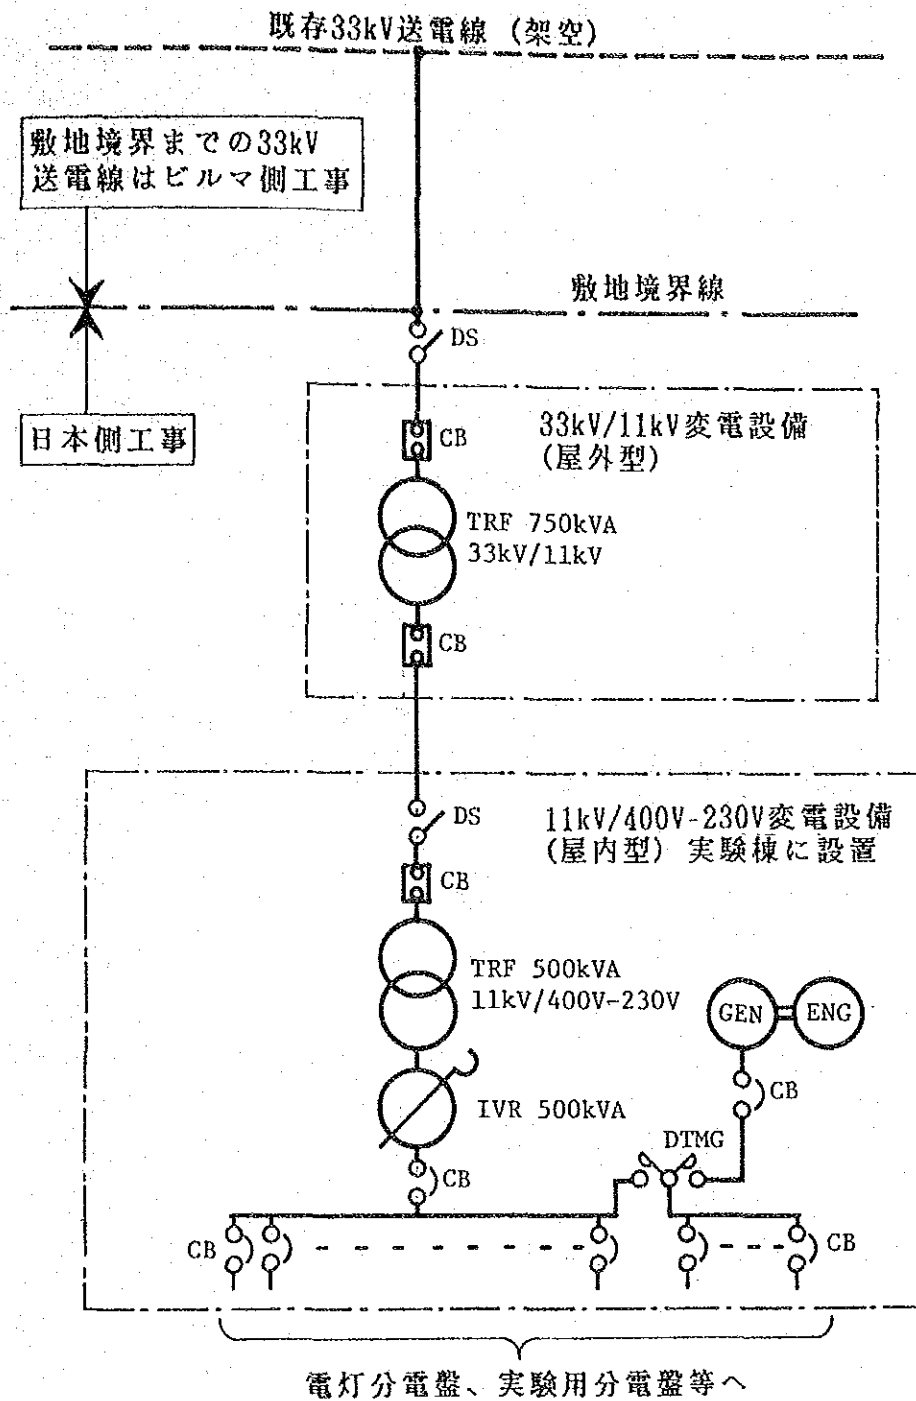 既存33kV送電線 (架空)
敷地境界までの33kV
送電線はビルマ側工事
敷地境界線
DS
日本側工事
CB
33kV/11kV変電設備
(屋外型)
TRF 750kVA
33kV/11kV
CB
DS
11kV/400V-230V変電設備
(屋内型) 実験棟に設置
CB
TRF 500kVA
11kV/400V-230V
GEN
ENG
IVR 500kVA
CB
DTMG
CB
CB
CB
電灯分電盤、実験用分電盤等へ